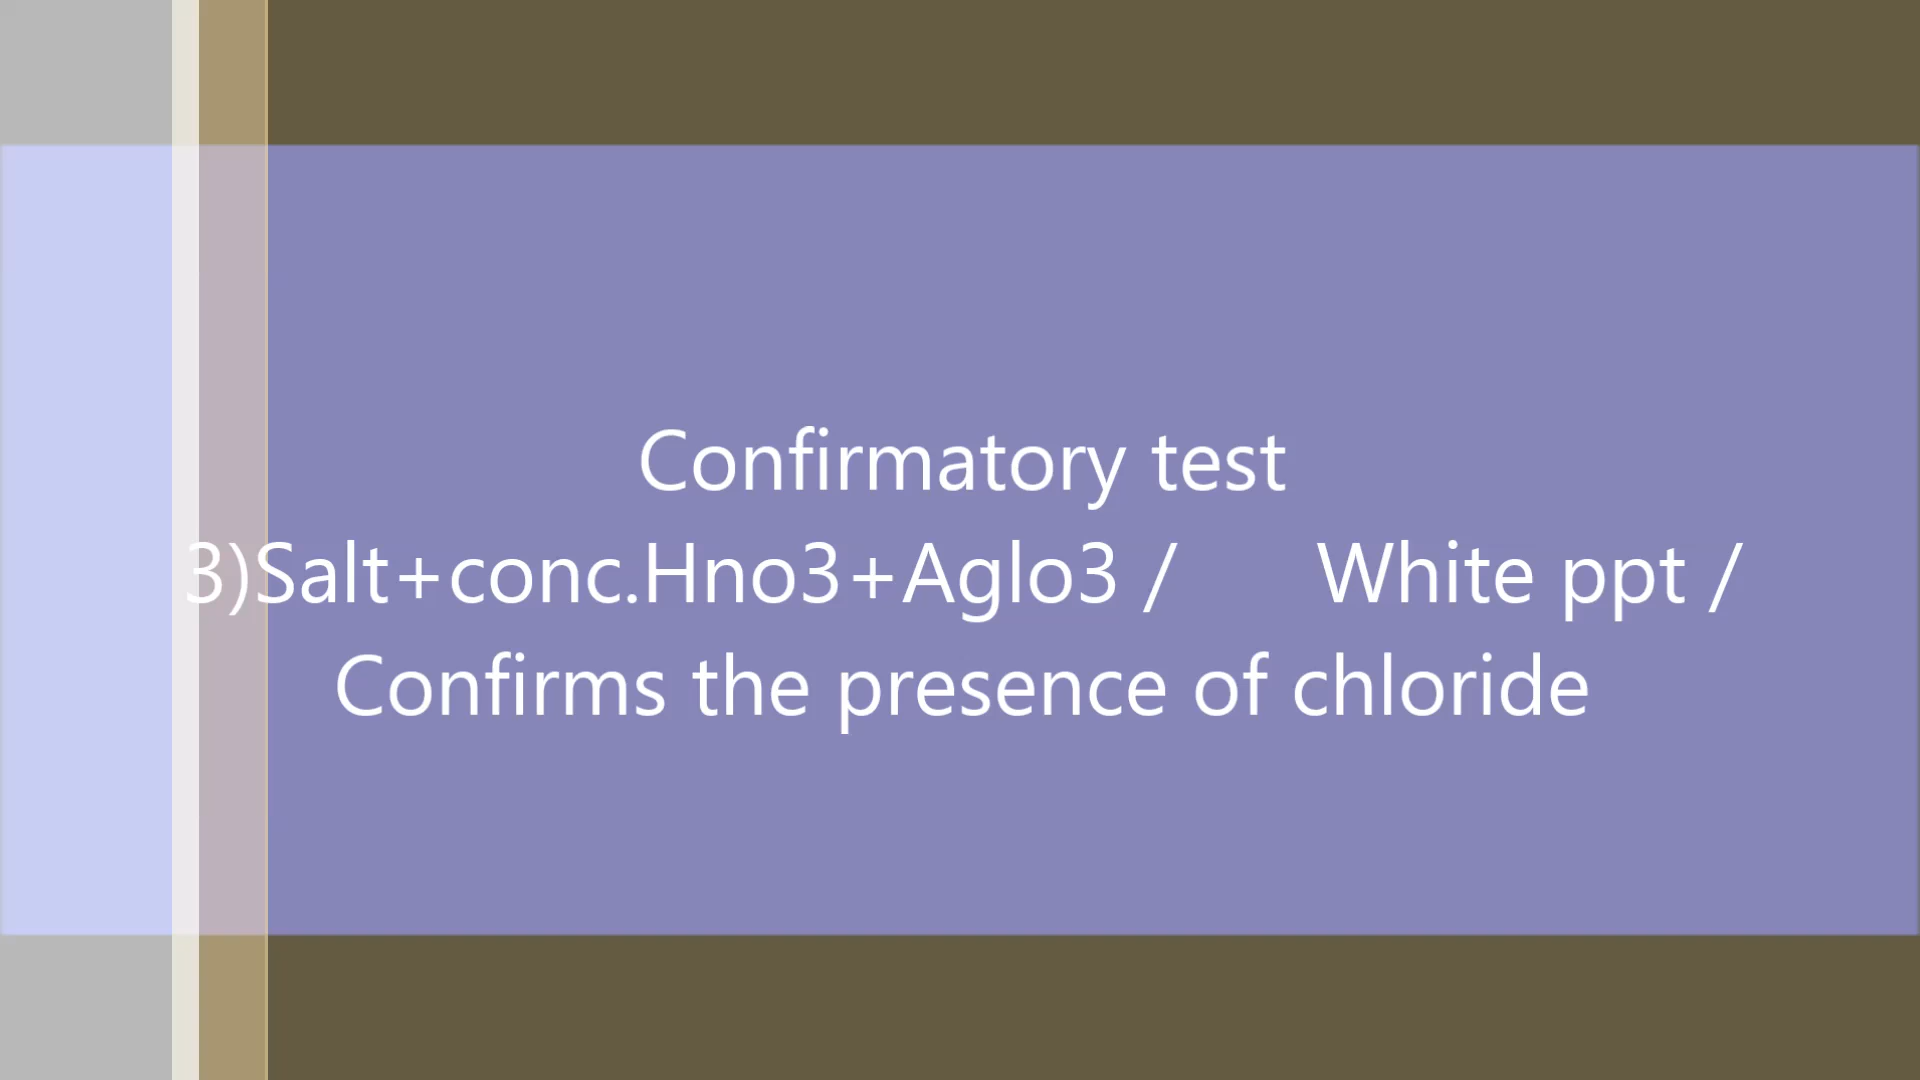 Confirmatory test
3)Salt+conc.Hno3+Aglo3 / White ppt /
Confirms the presence of chloride